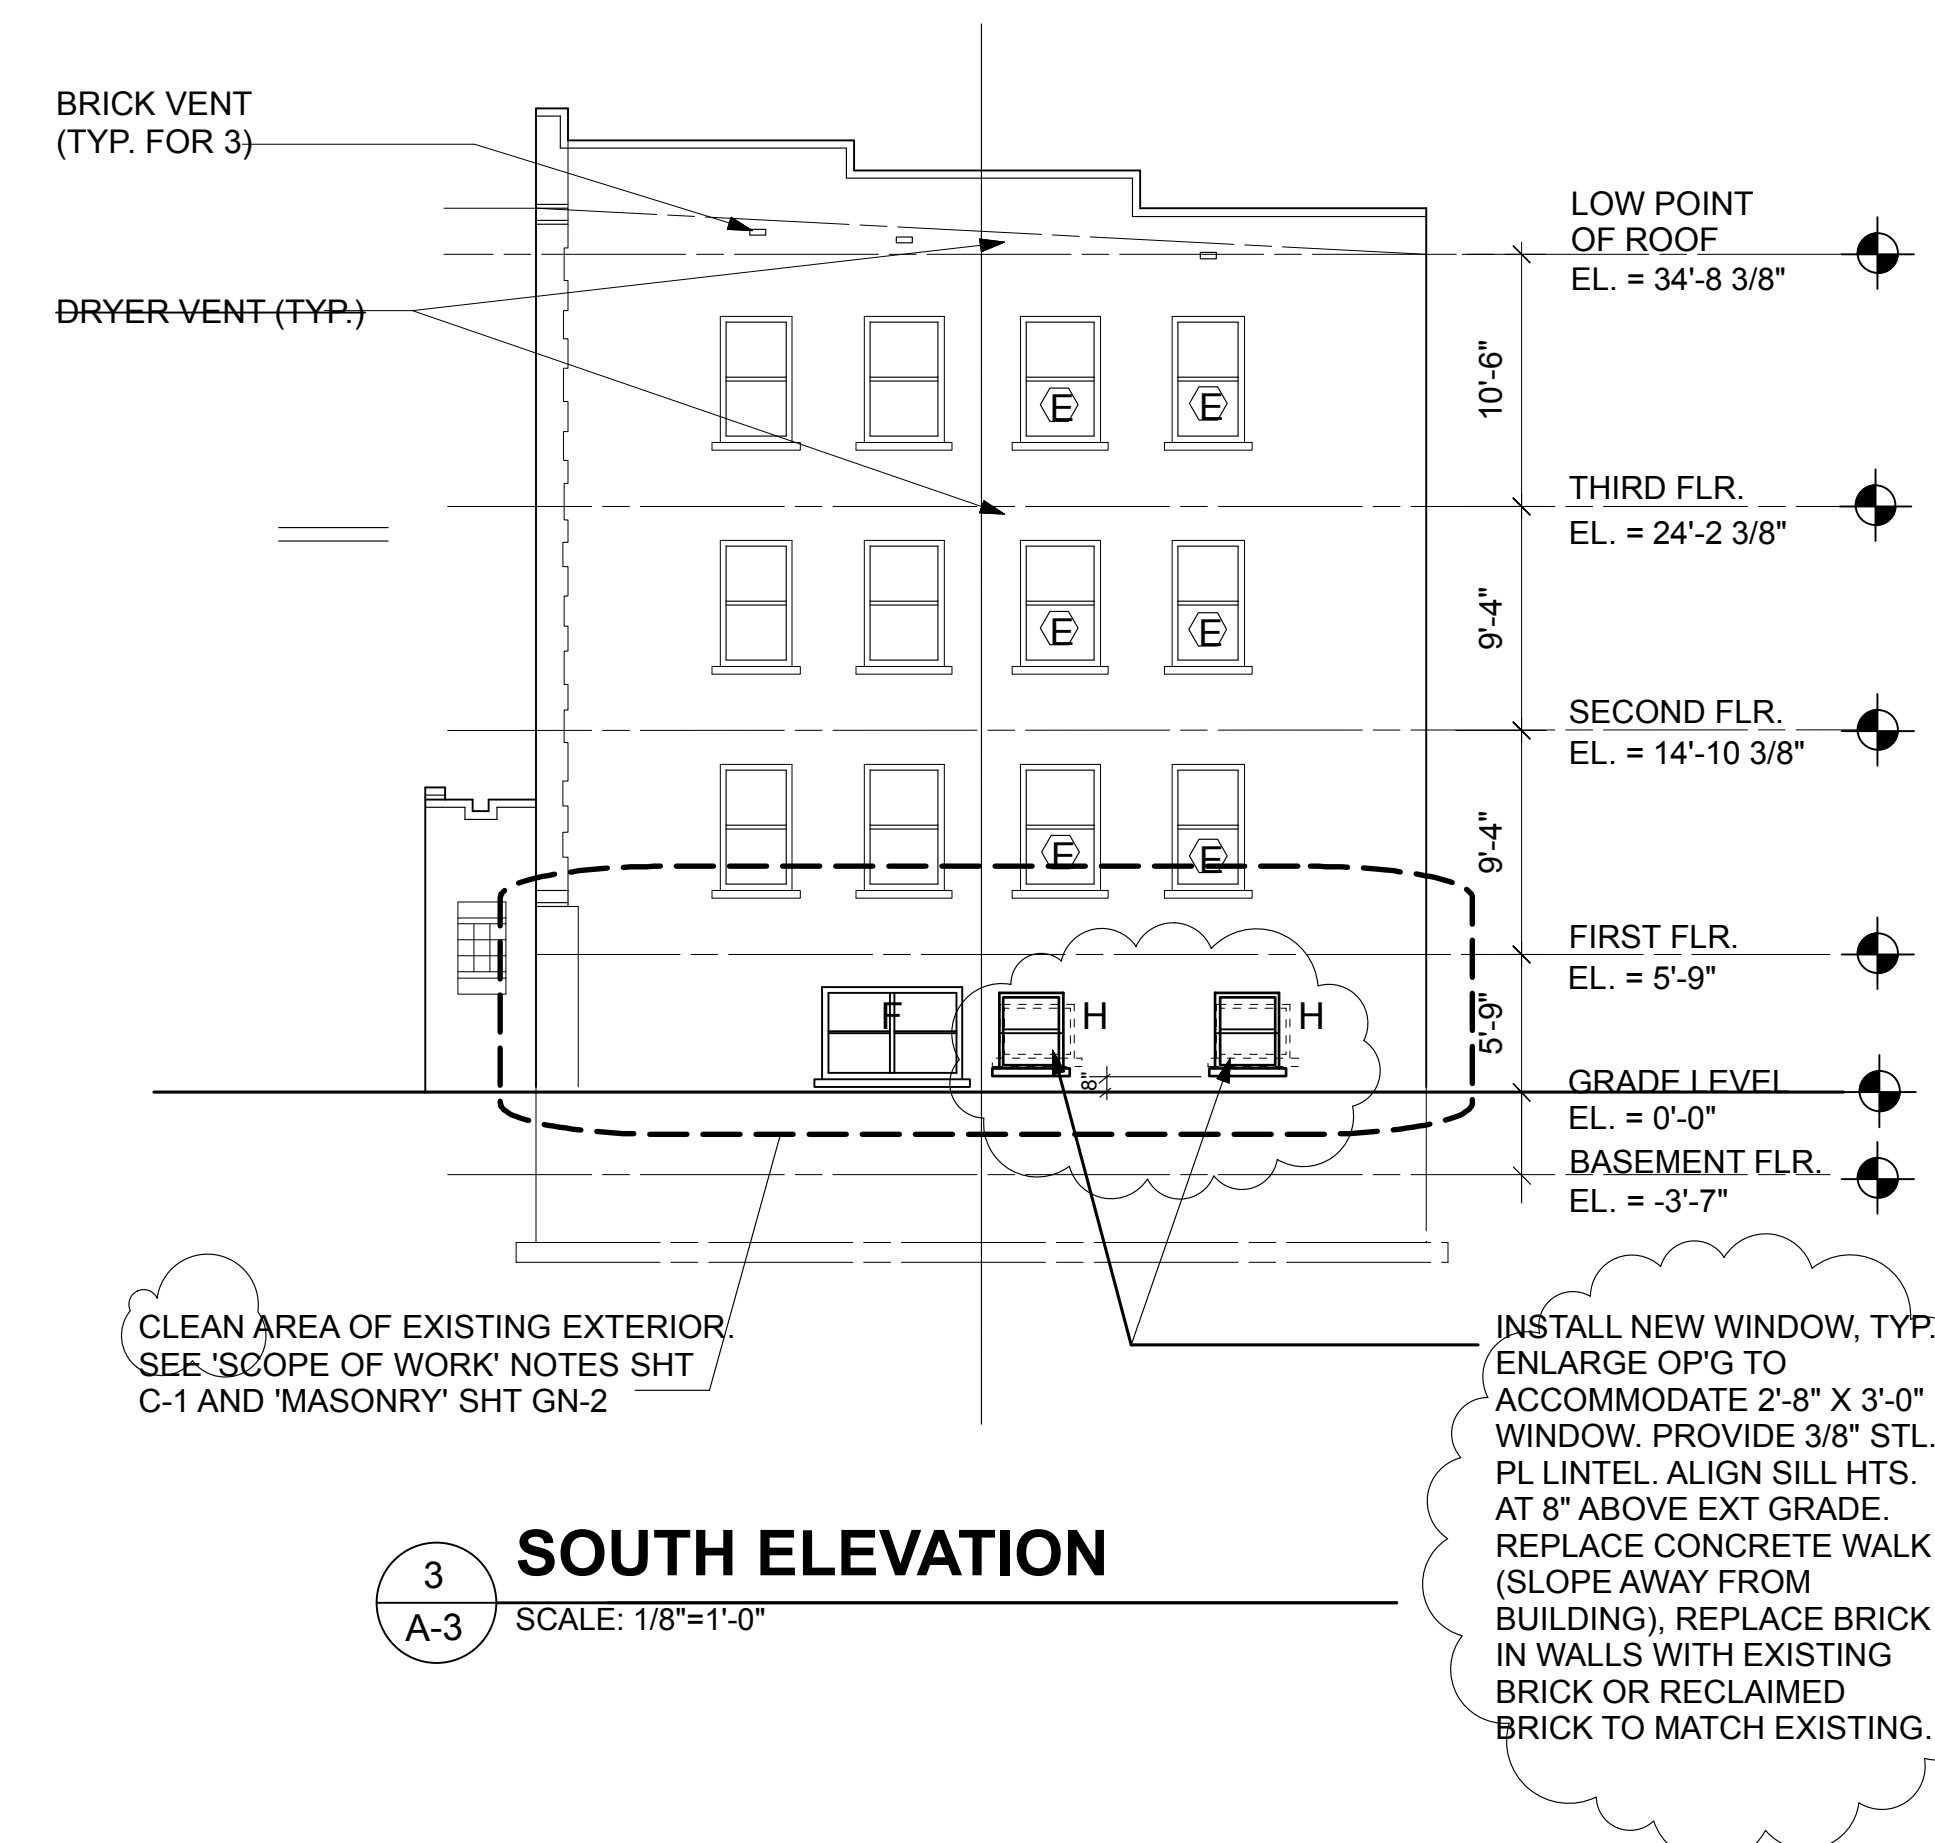 BRICK VENT
(TYP. FOR 3)
DRYER VENT (TYP.)
LOW POINT
OF ROOF
EL. = 34'-8 3/8"
10'-6"
E
E
THIRD FLR.
EL. = 24'-2 3/8"
9'-4"
E
E
SECOND FLR.
EL. = 14'-10 3/8"
9'-4"
E
E
FIRST FLR.
EL. = 5'-9"
5'-9"
F
H
H
8"
GRADE LEVEL
EL. = 0'-0"
BASEMENT FLR.
EL. = -3'-7"
CLEAN AREA OF EXISTING EXTERIOR.
SEE 'SCOPE OF WORK' NOTES SHT
C-1 AND 'MASONRY' SHT GN-2
INSTALL NEW WINDOW, TYP.
ENLARGE OP'G TO
ACCOMMODATE 2'-8" X 3'-0"
WINDOW. PROVIDE 3/8" STL.
PL LINTEL. ALIGN SILL HTS.
AT 8" ABOVE EXT GRADE.
REPLACE CONCRETE WALK
(SLOPE AWAY FROM
BUILDING), REPLACE BRICK
IN WALLS WITH EXISTING
BRICK OR RECLAIMED
BRICK TO MATCH EXISTING.
3
A-3
SOUTH ELEVATION
SCALE: 1/8"=1'-0"